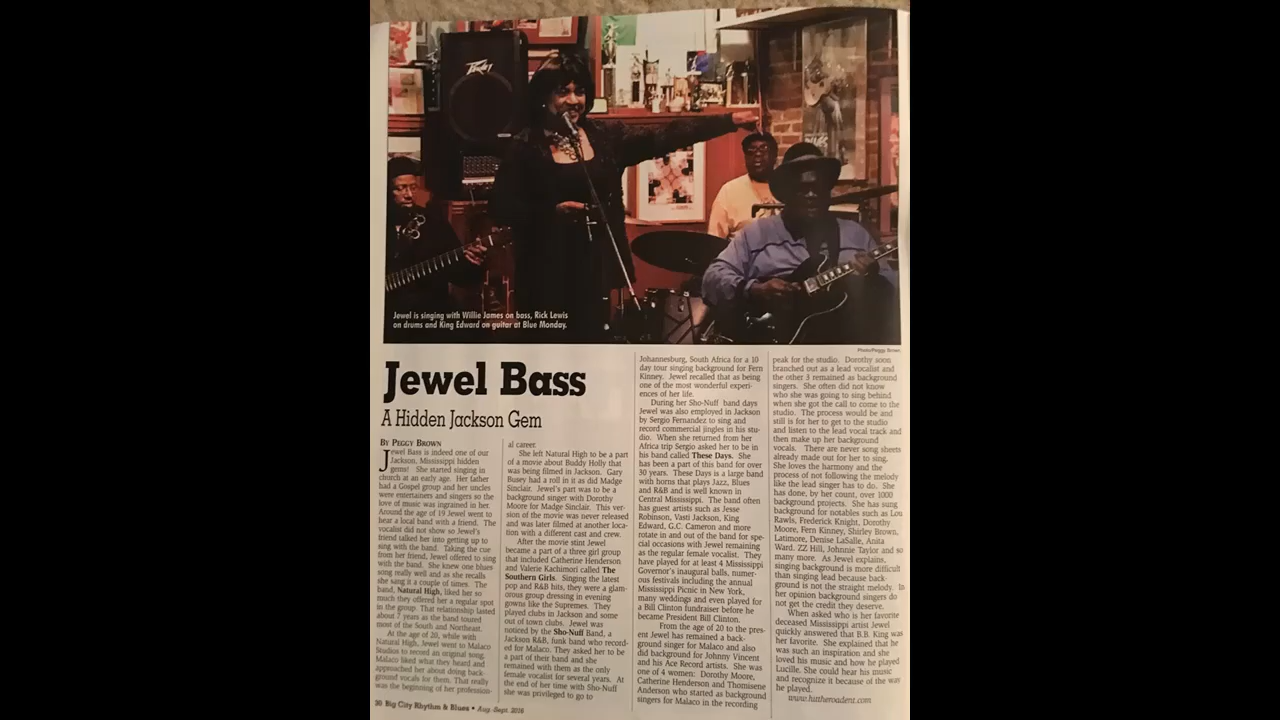 Peavey
Jewel is singing with Willie James on bass, Rick Lewis
on drums and King Edward on guitar at Blue Monday.
Photo/Peggy Brown
Jewel Bass
A Hidden Jackson Gem
By Peggy Brown
Jewel Bass is indeed one of our
Jackson, Mississippi hidden
gems! She started singing in
church at an early age. Her father
had a Gospel group and her uncles
were entertainers and singers so the
love of music was ingrained in her.
Around the age of 19 Jewel went to
hear a local band with a friend. The
vocalist did not show so Jewel's
friend talked her into getting up to
sing with the band. Taking the cue
from her friend, Jewel offered to sing
with the band. She knew one blues
song really well and as she recalls
she sang it a couple of times. The
band, Natural High, liked her so
much they offered her a regular spot
in the group. That relationship lasted
about 7 years as the band toured
most of the South and Northeast.
At the age of 20, while with
Natural High, Jewel went to Malaco
Studios to record an original song.
Malaco liked what they heard and
approached her about doing back-
ground vocals for them. That really
was the beginning of her profession-
al career.
She left Natural High to be a part
of a movie about Buddy Holly that
was being filmed in Jackson. Gary
Busey had a roll in it as did Madge
Sinclair. Jewel's part was to be a
background singer with Dorothy
Moore for Madge Sinclair. This ver-
sion of the movie was never released
and was later filmed at another loca-
tion with a different cast and crew.
After the movie stint Jewel
became a part of a three girl group
that included Catherine Henderson
and Valerie Kachimori called The
Southern Girls. Singing the latest
pop and R&B hits, they were a glam-
orous group dressing in evening
gowns like the Supremes. They
played clubs in Jackson and some
out of town clubs. Jewel was
noticed by the Sho-Nuff Band, a
Jackson R&B, funk band who record-
ed for Malaco. They asked her to be
a part of their band and she
remained with them as the only
female vocalist for several years. At
the end of her time with Sho-Nuff
she was privileged to go to
Johannesburg, South Africa for a 10
day tour singing background for Fern
Kinney. Jewel recalled that as being
one of the most wonderful experi-
ences of her life.
During her Sho-Nuff band days
Jewel was also employed in Jackson
by Sergio Fernandez to sing and
record commercial jingles in his stu-
dio. When she returned from her
Africa trip Sergio asked her to be in
his band called These Days. She
has been a part of this band for over
30 years. These Days is a large band
with horns that plays Jazz, Blues
and R&B and is well known in
Central Mississippi. The band often
has guest artists such as Jesse
Robinson, Vasti Jackson, King
Edward, G.C. Cameron and more
rotate in and out of the band for spe-
cial occasions with Jewel remaining
as the regular female vocalist. They
have played for at least 4 Mississippi
Governor's inaugural balls, numer-
ous festivals including the annual
Mississippi Picnic in New York,
many weddings and even played for
a Bill Clinton fundraiser before he
became President Bill Clinton.
From the age of 20 to the pres-
ent Jewel has remained a back-
ground singer for Malaco and also
did background for Johnny Vincent
and his Ace Record artists. She was
one of 4 women: Dorothy Moore,
Catherine Henderson and Thomisene
Anderson who started as background
singers for Malaco in the recording
peak for the studio. Dorothy soon
branched out as a lead vocalist and
the other 3 remained as background
singers. She often did not know
who she was going to sing behind
when she got the call to come to the
studio. The process would be and
still is for her to get to the studio
and listen to the lead vocal track and
then make up her background
vocals. There are never song sheets
already made out for her to sing.
She loves the harmony and the
process of not following the melody
like the lead singer has to do. She
has done, by her count, over 1000
background projects. She has sung
background for notables such as Lou
Rawls, Frederick Knight, Dorothy
Moore, Fern Kinney, Shirley Brown,
Latimore, Denise LaSalle, Anita
Ward, ZZ Hill, Johnnie Taylor and so
many more. As Jewel explains,
singing background is more difficult
than singing lead because back-
ground is not the straight melody. In
her opinion background singers do
not get the credit they deserve.
When asked who is her favorite
deceased Mississippi artist Jewel
quickly answered that B.B. King was
her favorite. She explained that he
was such an inspiration and she
loved his music and how he played
Lucille. She could hear his music
and recognize it because of the way
he played.
www.hittheroadent.com
30 Big City Rhythm & Blues • Aug.-Sept. 2016